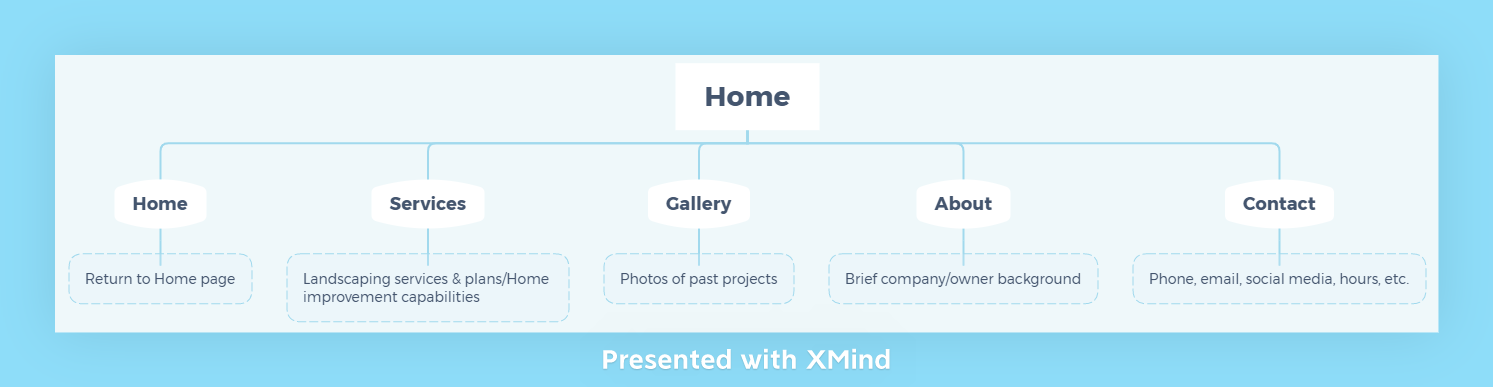 Home
Home
Services
Gallery
About
Contact
Return to Home page
Landscaping services & plans/Home
improvement capabilities
Photos of past projects
Brief company/owner background
Phone, email, social media, hours, etc.
Presented with XMind